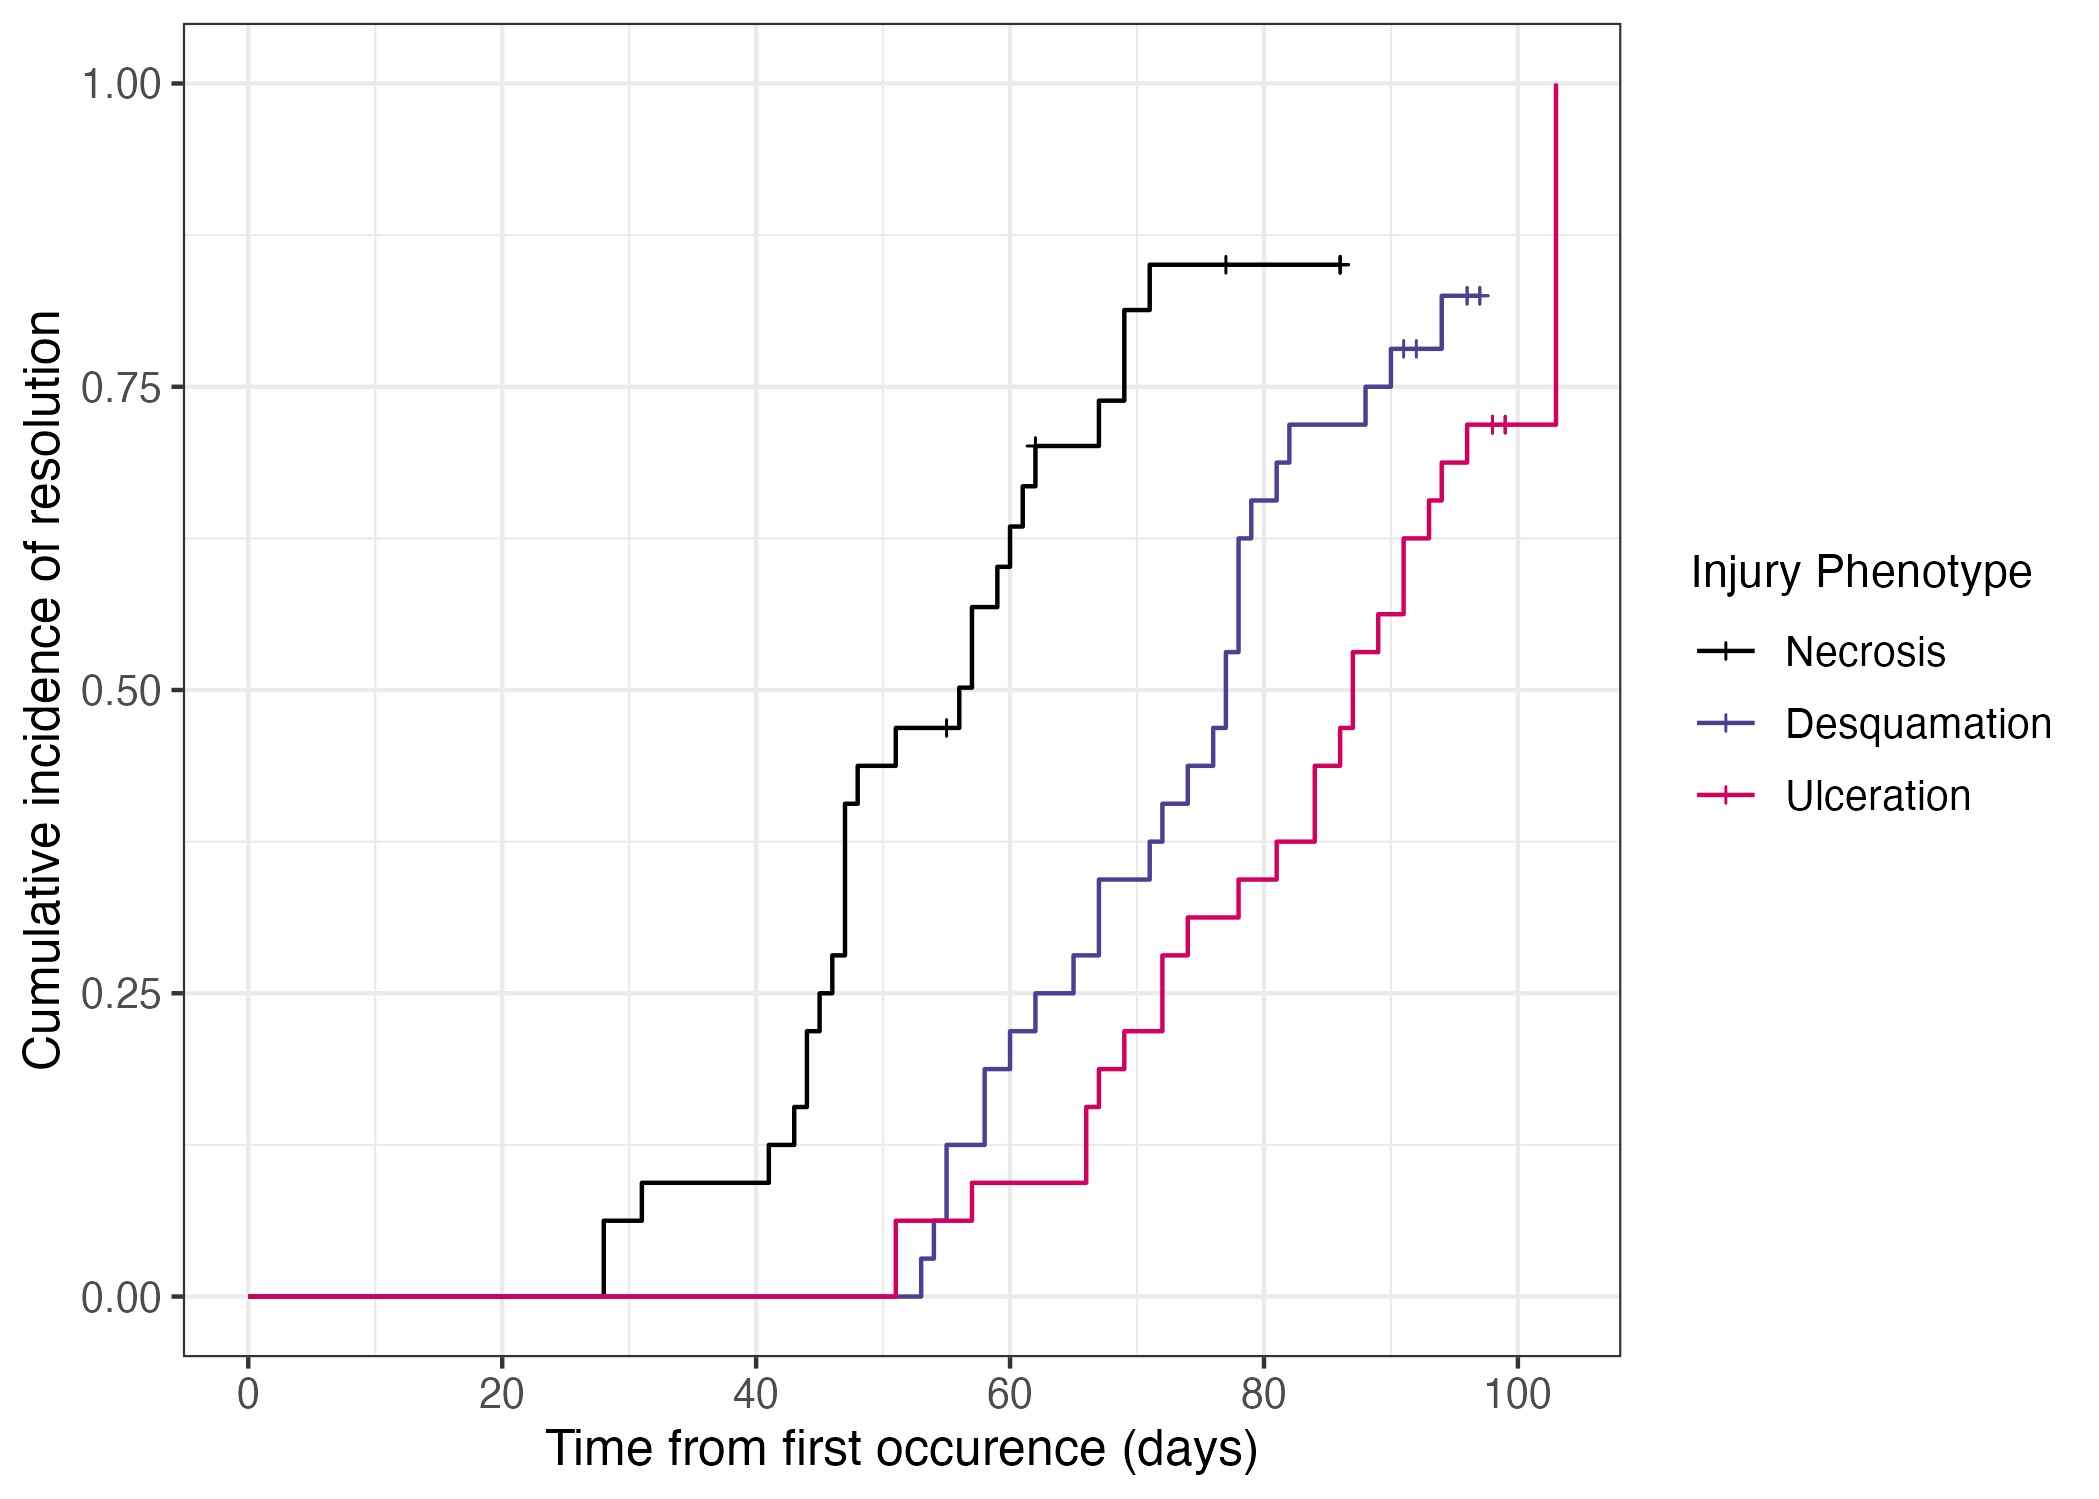 1.00
0.75
0.50
0.25
0.00
Cumulative incidence of resolution
0 20 40 60 80 100
Time from first occurence (days)
Injury Phenotype
Necrosis
Desquamation
Ulceration